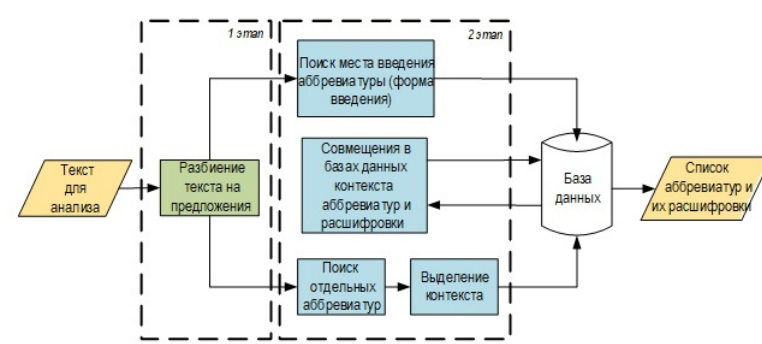 1 этап
2 этап
Поиск места введения
аббревиатуры (форма
введения)
Текст
для
анализа
Разбиение
текста на
предложения
Совмещения в
базах данных
контекста
аббревиатур и
расшифровки
База
данных
Список
аббревиатур и
их расшифровки
Поиск
отдельных
аббревиатур
Выделение
контекста